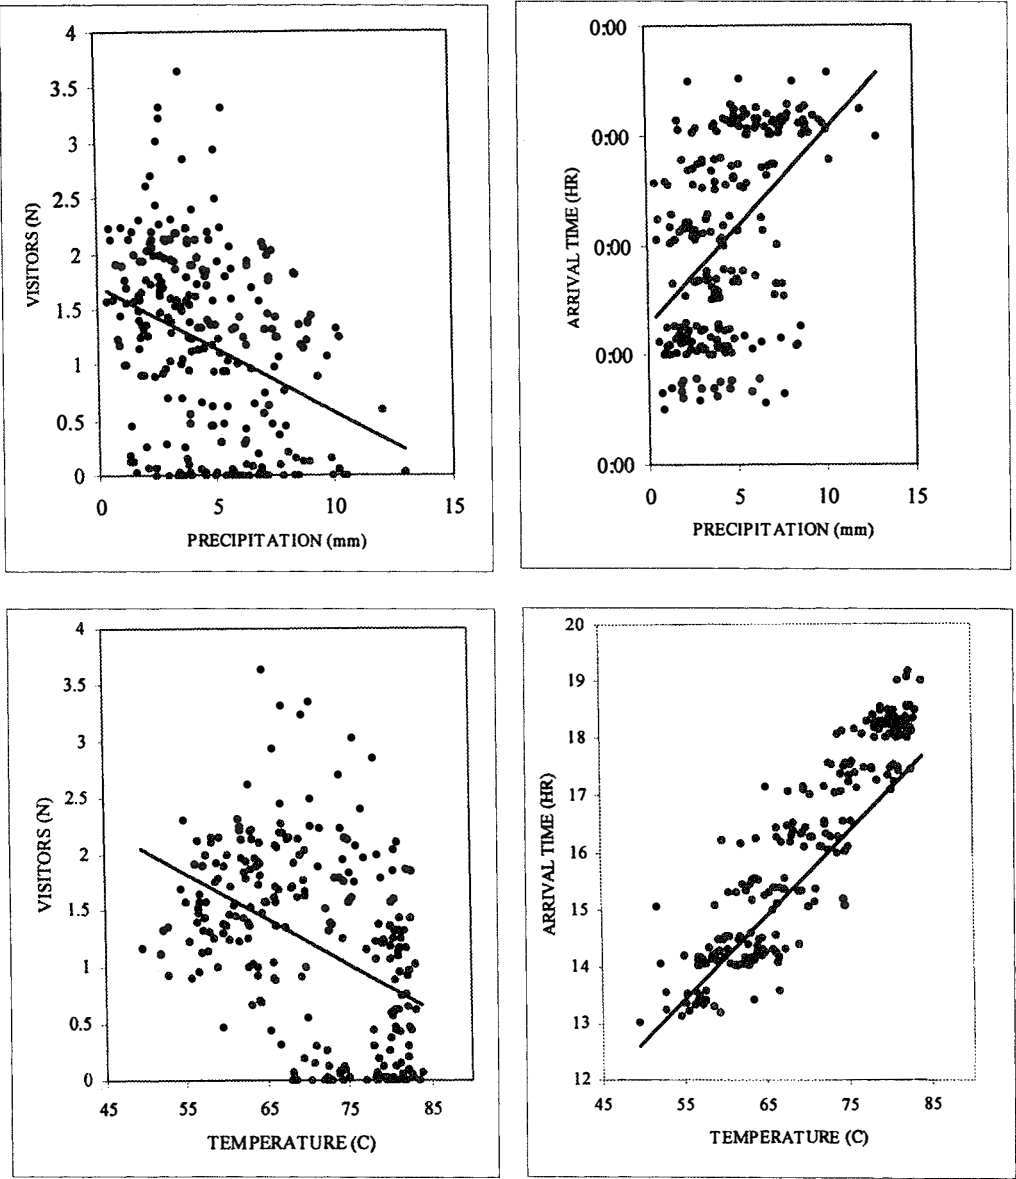 4
3.5
3
2.5
2
1.5
1
0.5
0
VISITORS (N)
0 5 10 15
PRECIPITATION (mm)
0:00
0:00
0:00
0:00
0:00
ARRIVAL TIME (HR)
0 5 10 15
PRECIPITATION (mm)
4
3.5
3
2.5
2
1.5
1
0.5
0
VISITORS (N)
45 55 65 75 85
TEMPERATURE (C)
20
19
18
17
16
15
14
13
12
ARRIVAL TIME (HR)
45 55 65 75 85
TEMPERATURE (C)